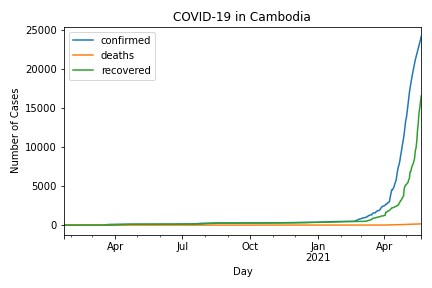 COVID-19 in Cambodia
confirmed
deaths
recovered
25000
20000
15000
10000
5000
0
Number of Cases
Apr
Jul
Oct
Jan
2021
Apr
Day